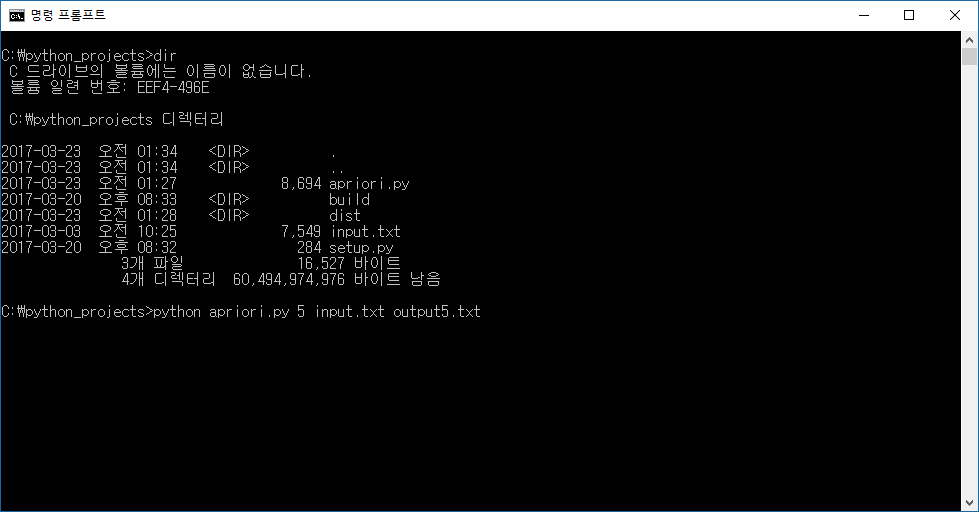 명령 프롬프트
C:\python_projects>dir
C 드라이브의 볼륨에는 이름이 없습니다.
볼륨 일련 번호: EEF4-496E
C:\python_projects 디렉터리
2017-03-23 오전 01:34 <DIR> .
2017-03-23 오전 01:34 <DIR> ..
2017-03-23 오전 01:27 8,694 apriori.py
2017-03-20 오후 08:33 <DIR> build
2017-03-23 오전 01:28 <DIR> dist
2017-03-03 오전 10:25 7,549 input.txt
2017-03-20 오후 08:32 284 setup.py
3개 파일 16,527 바이트
4개 디렉터리 60,494,974,976 바이트 남음
C:\python_projects>python apriori.py 5 input.txt output5.txt